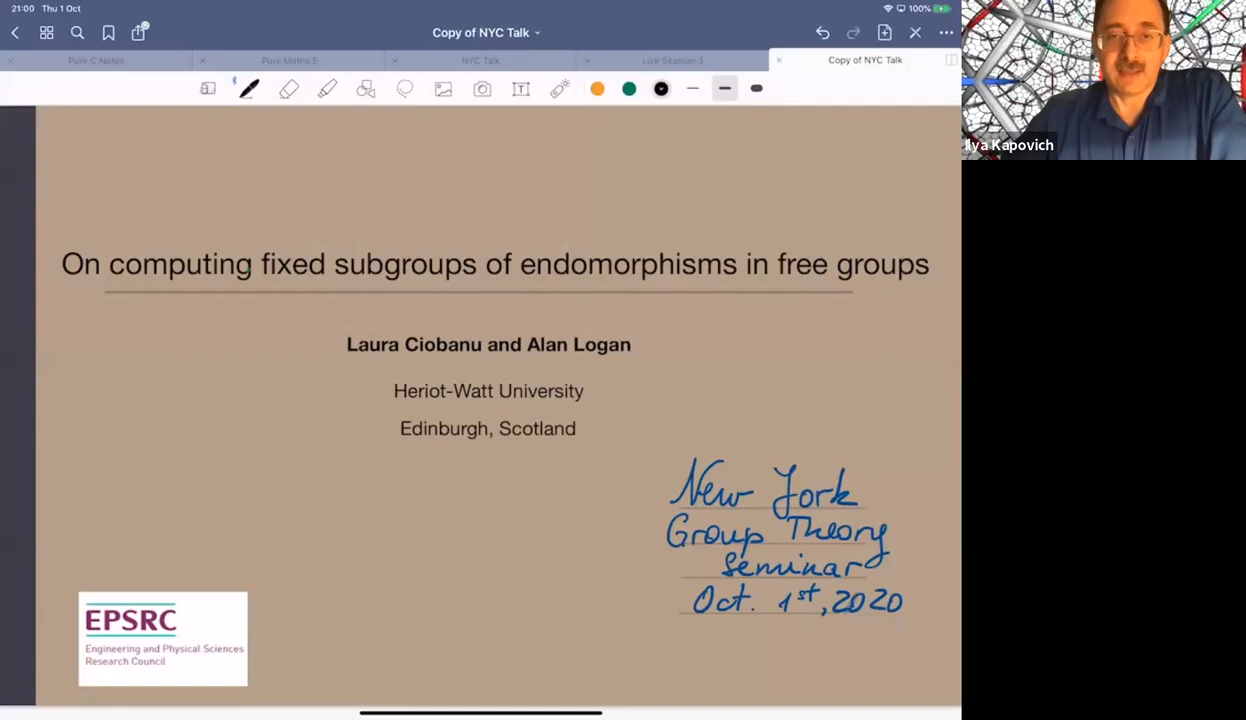 21:00 Thu 1 Oct
100%
Copy of NYC Talk
Pure C Notes
Pure Maths B
NYC Talk
Live Session 3
Copy of NYC Talk
Ilya Kapovich
On computing fixed subgroups of endomorphisms in free groups
Laura Ciobanu and Alan Logan
Heriot-Watt University
Edinburgh, Scotland
New York
Group Theory
Seminar
Oct. 1st, 2020
EPSRC
Engineering and Physical Sciences
Research Council